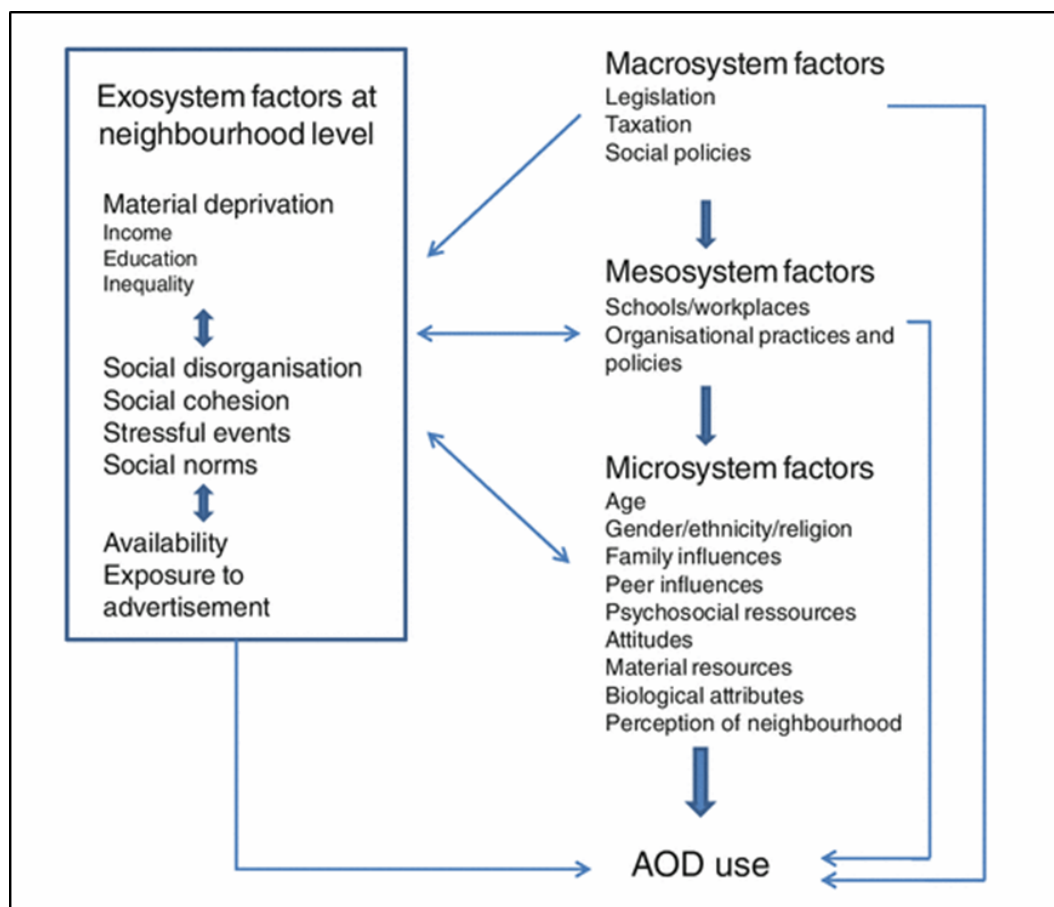 Exosystem factors at
neighbourhood level
Material deprivation
Income
Education
Inequality
Social disorganisation
Social cohesion
Stressful events
Social norms
Availability
Exposure to
advertisement
Macrosystem factors
Legislation
Taxation
Social policies
Mesosystem factors
Schools/workplaces
Organisational practices and
policies
Microsystem factors
Age
Gender/ethnicity/religion
Family influences
Peer influences
Psychosocial ressources
Attitudes
Material resources
Biological attributes
Perception of neighbourhood
AOD use